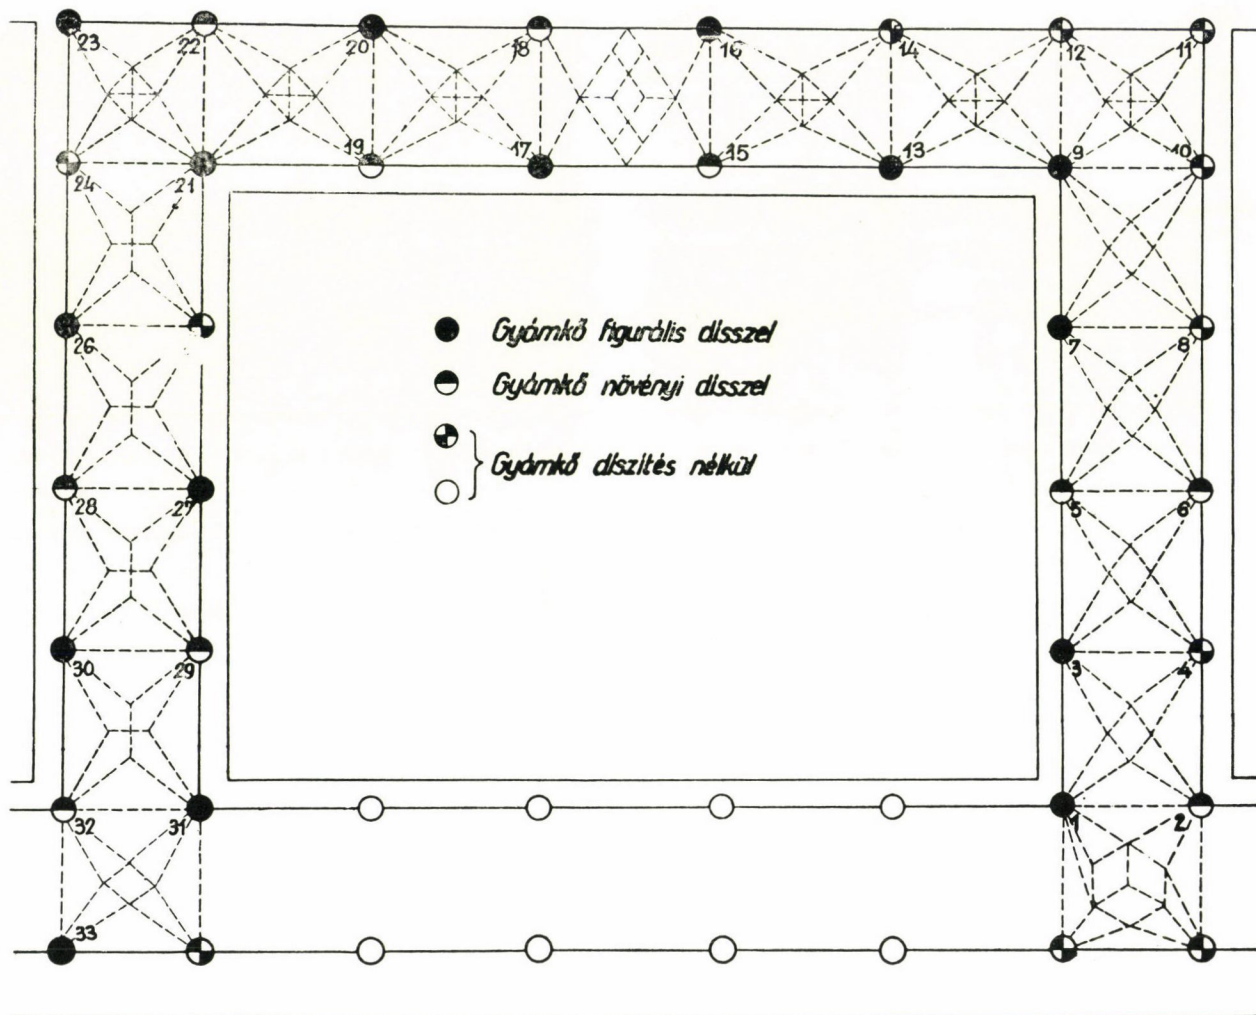 23 22 20 18 16 14 12 11
24 21 19 17 15 13 9 10
26 7 8
Gyámkő figurális dísszel
Gyámkő növényi dísszel
Gyámkő díszítés nélkül
28 27 5 6
30 29 3 4
32 31 1 2
33